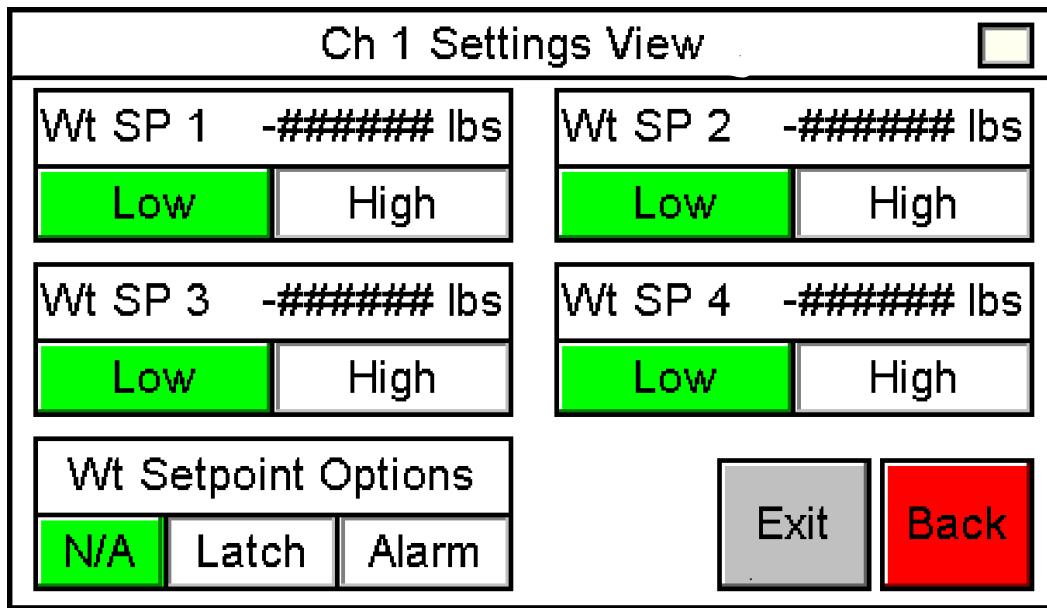 Ch 1 Settings View
Wt SP 1 -###### lbs
Low High
Wt SP 2 -###### lbs
Low High
Wt SP 3 -###### lbs
Low High
Wt SP 4 -###### lbs
Low High
Wt Setpoint Options
N/A Latch Alarm
Exit Back